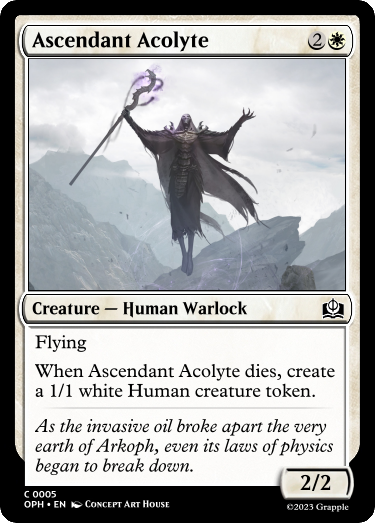 Ascendant Acolyte 2
Creature — Human Warlock
Flying
When Ascendant Acolyte dies, create
a 1/1 white Human creature token.
As the invasive oil broke apart the very
earth of Arkoph, even its laws of physics
began to break down.
2/2
C 0005
OPH • EN Concept Art House
©2023 Grapple